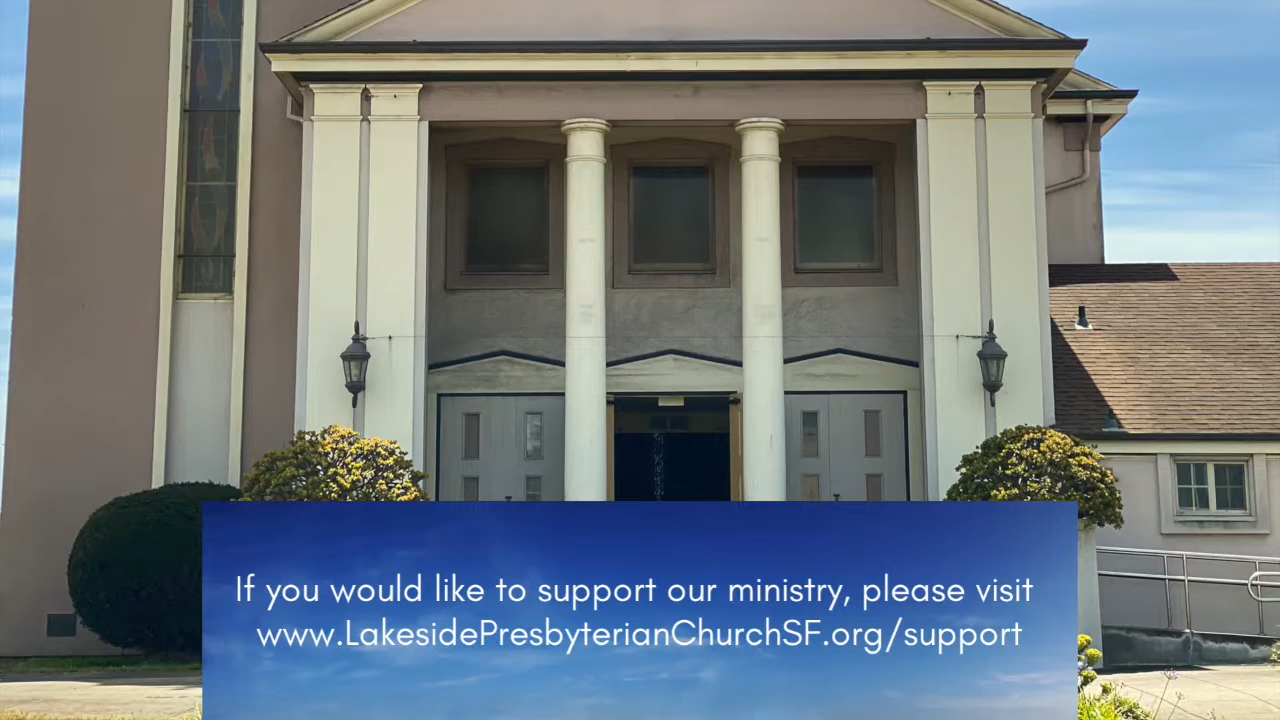 If you would like to support our ministry, please visit
www.LakesidePresbyterianChurchSF.org/support